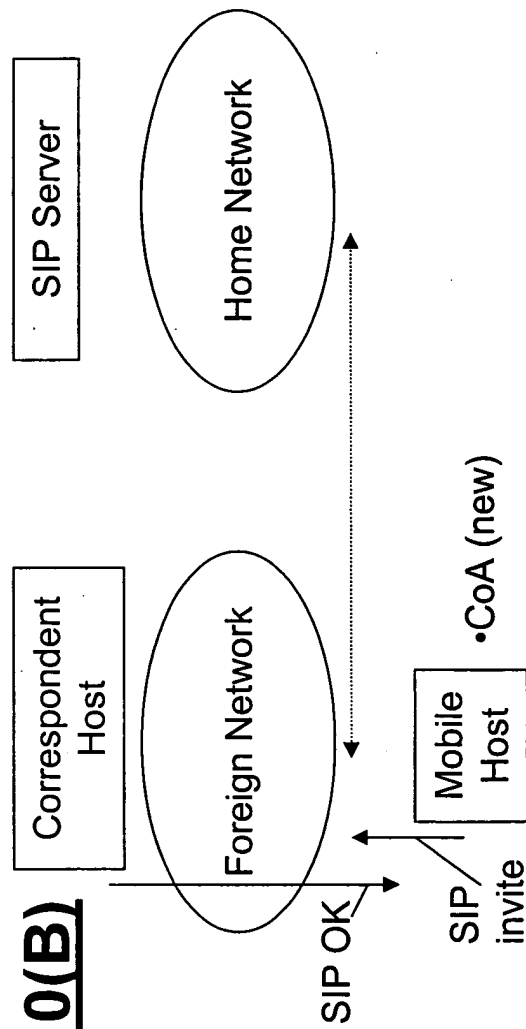 0(B)
Correspondent
Host
SIP Server
Foreign Network
Home Network
SIP OK
SIP
invite
Mobile
Host
•CoA (new)